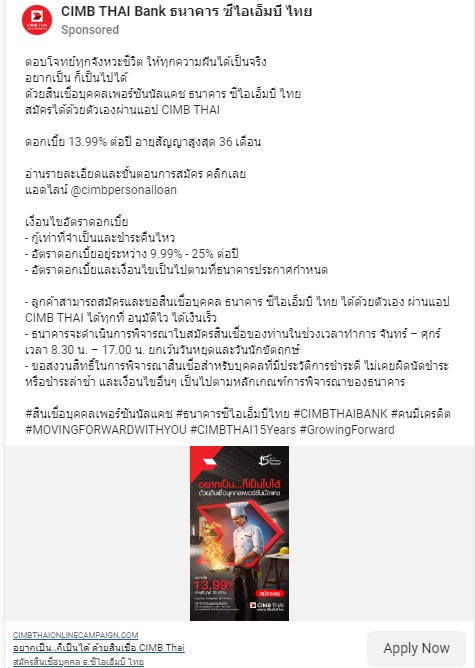 CIMB THAI Bank ธนาคาร ซีไอเอ็มบี ไทย
Sponsored
ตอบโจทย์ทุกจังหวะชีวิต ให้ทุกความฝันได้เป็นจริง
อยากเป็น ก็เป็นไปได้
ด้วยสินเชื่อบุคคลเพอร์ซันนัลแคช ธนาคาร ซีไอเอ็มบี ไทย
สมัครได้ด้วยตัวเองผ่านแอป CIMB THAI
ดอกเบี้ย 13.99% ต่อปี อายุสัญญาสูงสุด 36 เดือน
อ่านรายละเอียดและขั้นตอนการสมัคร คลิกเลย
แอดไลน์ @cimbpersonalloan
เงื่อนไขอัตราดอกเบี้ย
- กู้เท่าที่จำเป็นและชำระคืนไหว
- อัตราดอกเบี้ยอยู่ระหว่าง 9.99% - 25% ต่อปี
- อัตราดอกเบี้ยและเงื่อนไขเป็นไปตามที่ธนาคารประกาศกำหนด
- ลูกค้าสามารถสมัครและขอสินเชื่อบุคคล ธนาคาร ซีไอเอ็มบี ไทย ได้ด้วยตัวเอง ผ่านแอป
CIMB THAI ได้ทุกที่ อนุมัติไว ได้เงินเร็ว
- ธนาคารจะดำเนินการพิจารณาใบสมัครสินเชื่อของท่านในช่วงเวลาทำการ จันทร์ – ศุกร์
เวลา 8.30 น. – 17.00 น. ยกเว้นวันหยุดและวันนักขัตฤกษ์
- ขอสงวนสิทธิ์ในการพิจารณาสินเชื่อสำหรับบุคคลที่มีประวัติการชำระดี ไม่เคยผิดนัดชำระ
หรือชำระล่าช้า และเงื่อนไขอื่นๆ เป็นไปตามหลักเกณฑ์การพิจารณาของธนาคาร
#สินเชื่อบุคคลเพอร์ซันนัลแคช #ธนาคารซีไอเอ็มบีไทย #CIMBTHAIBANK #คนมีเครดิต
#MOVINGFORWARDWITHYOU #CIMBTHAI15Years #GrowingForward
15
อยากเป็น...ก็เป็นไปได้
ด้วยสินเชื่อบุคคลเพอร์ซันนัลแคช
13.99%
สมัครเลย
CIMB THAI
CIMBTHAIONLINECAMPAIGN.COM
อยากเป็น..ก็เป็นได้ ด้วยสินเชื่อ CIMB Thai
สมัครสินเชื่อบุคคล ธ.ซีไอเอ็มบี ไทย
Apply Now